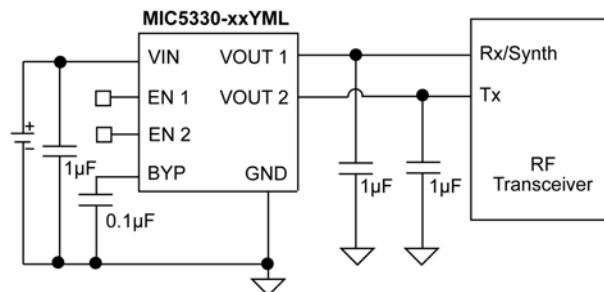 MIC5330-xxYML
VIN VOUT 1 Rx/Synth
EN 1 VOUT 2 Tx
EN 2
+
–
1µF BYP GND 1µF 1µF RF
Transceiver
0.1µF